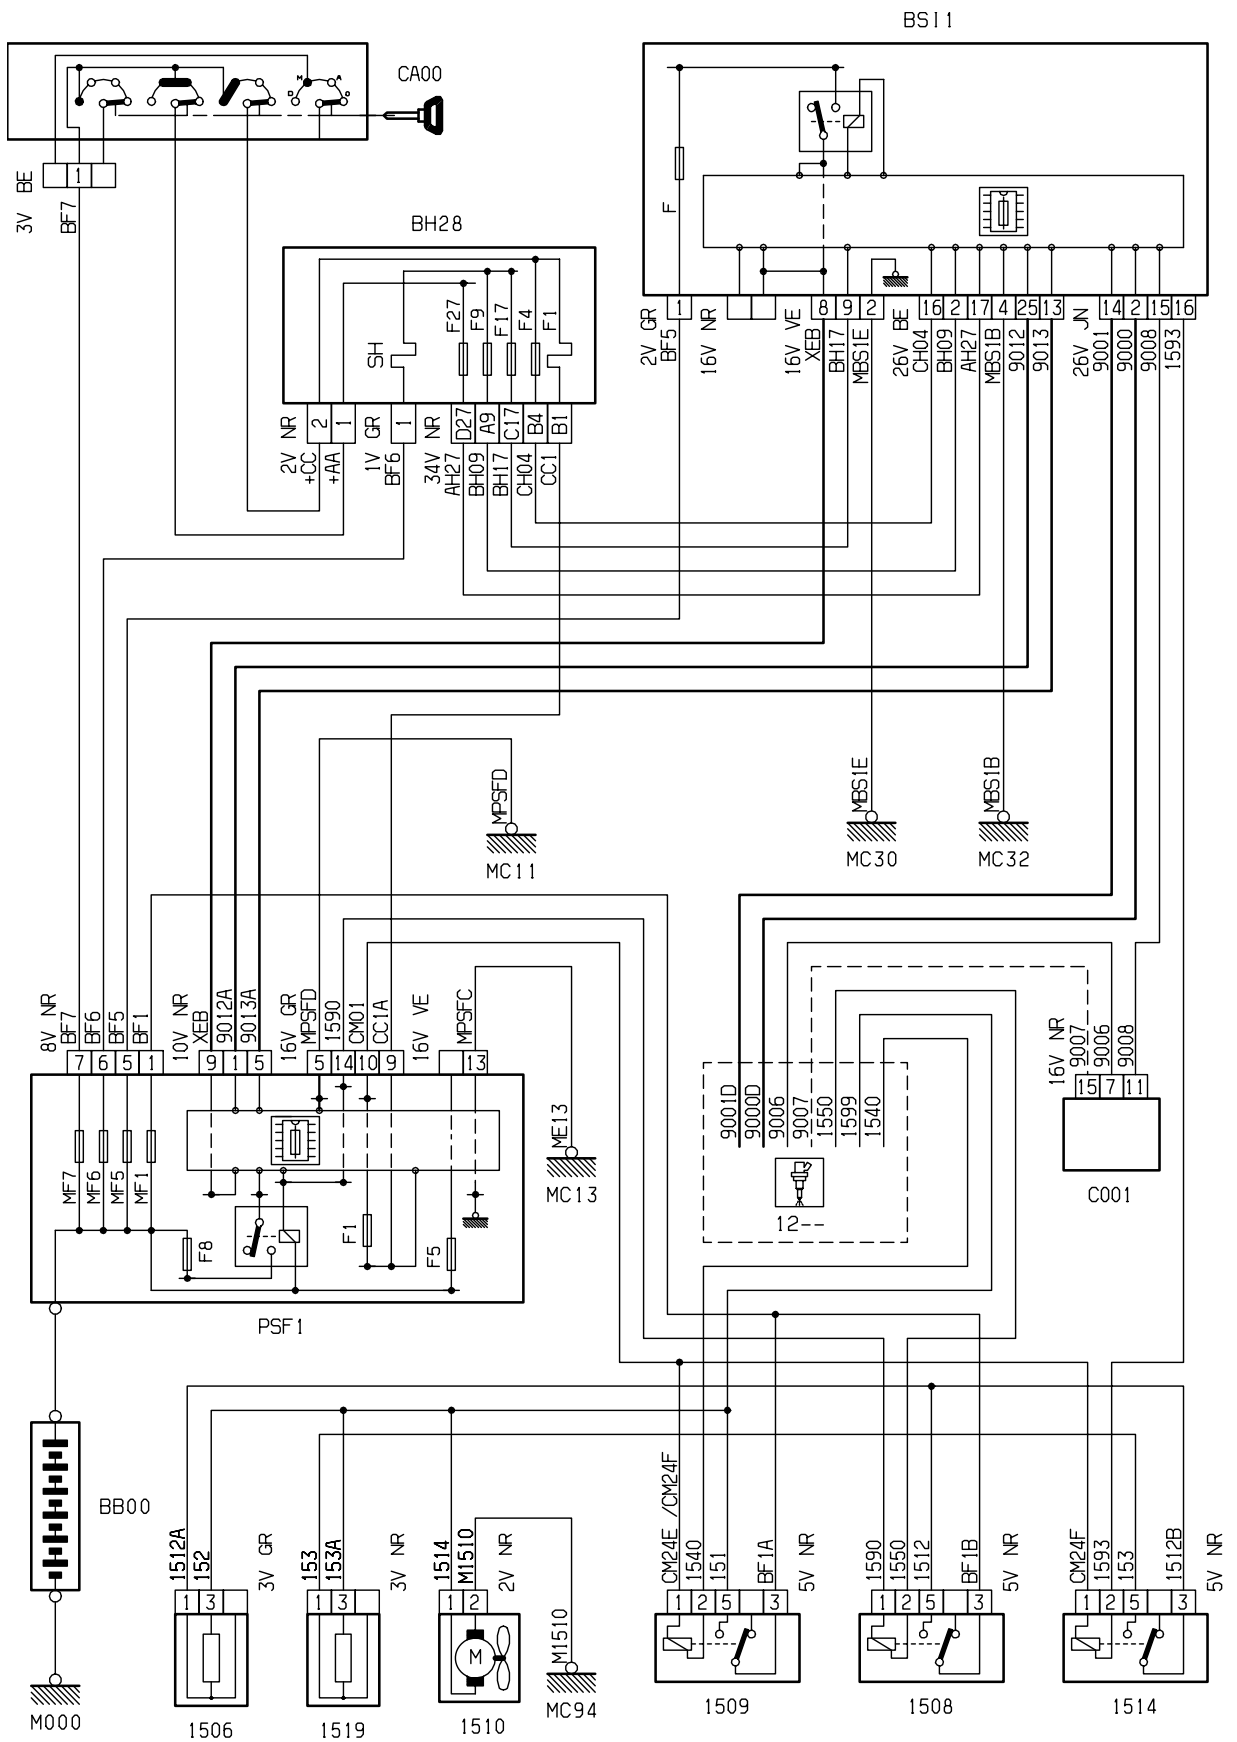 BSI1
CA00
M A
D D
1
3V BE
BF7
BH28
F27
F9
F17
F4
F1
SH
F
2 1
1
D27 A9 C17 B4 B1
2V NR
+CC
+AA
1V GR
BF6
34V NR
AH27
BH09
BH17
CH04
CC1
1
8 9 2
16 2 17 4 25 13
14 2 15 16
2V GR
BF5
16V NR
16V VE
XEB
BH17
MBS1E
26V BE
CH04
BH09
AH27
MBS1B
9012
9013
26V JN
9001
9000
9008
1593
MPSFD
MC11
MBS1E
MC30
MBS1B
MC32
8V NR
BF7
BF6
BF5
BF1
10V NR
XEB
9012A
9013A
16V GR
MPSFD
1590
CM01
CC1A
16V VE
MPSFC
7 6 5 1
9 1 5
5 14 10 9
13
MF7
MF6
MF5
MF1
F8
F1
F5
PSF1
ME13
MC13
9001D
9000D
9006
9007
1550
1599
1540
12--
16V NR
9007
9006
9008
15 7 11
C001
BB00
M000
1512A
152
3V GR
1 3
1506
153
153A
3V NR
1 3
1519
1514
M1510
2V NR
1 2
M
1510
M1510
MC94
CM24E /CM24F
1540
151
BF1A
5V NR
1 2 5 3
1509
1590
1550
1512
BF1B
5V NR
1 2 5 3
1508
CM24F
1593
153
1512B
5V NR
1 2 5 3
1514